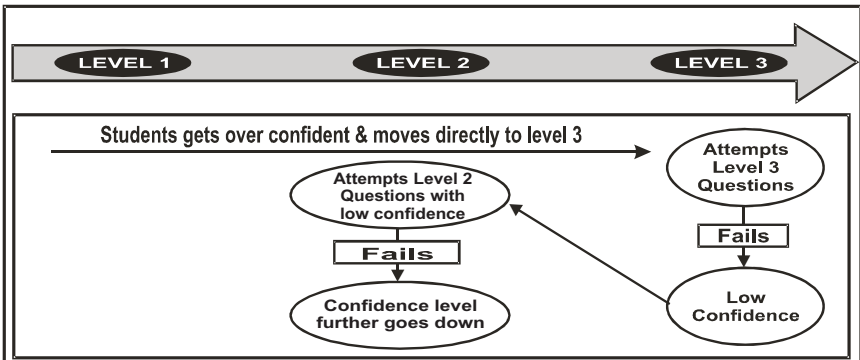 LEVEL 1 LEVEL 2 LEVEL 3
Students gets over confident & moves directly to level 3
Attempts
Level 3
Questions
Attempts Level 2
Questions with
low confidence
Fails
Fails
Low
Confidence
Confidence level
further goes down